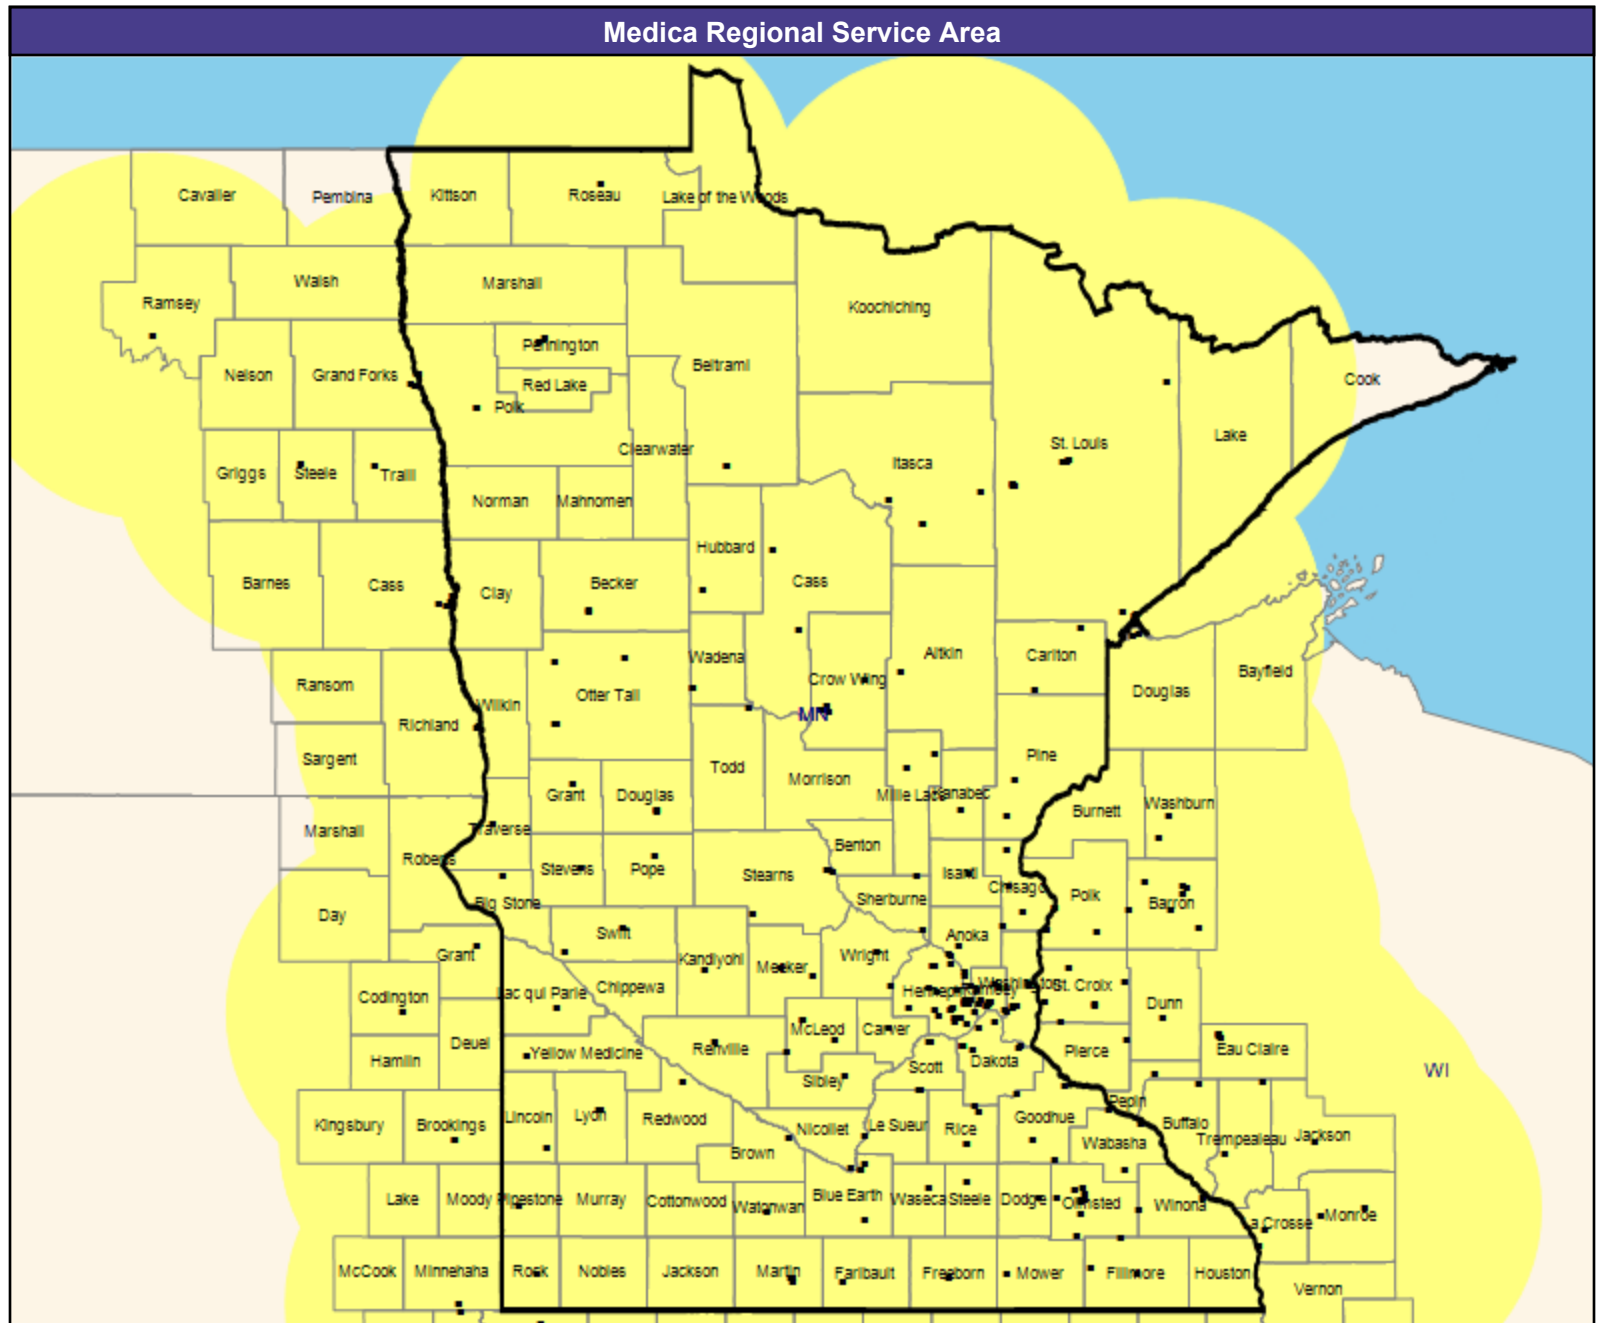 Medica Regional Service Area
Cavalier
Pembina
Kittson
Roseau
Lake of the Woods
Ramsey
Walsh
Marshall
Koochiching
Nelson
Grand Forks
Pennington
Red Lake
Polk
Beltrami
Cook
Lake
St. Louis
Clearwater
Itasca
Griggs
Steele
Traill
Norman
Mahnomen
Hubbard
Cass
Barnes
Cass
Clay
Becker
Wadena
Crow Wing
Aitkin
Carlton
Douglas
Bayfield
Ransom
Richland
Wilkin
Otter Tail
MN
Sargent
Todd
Morrison
Pine
Grant
Douglas
Mille Lacs
Kanabec
Burnett
Washburn
Marshall
Roberts
Traverse
Stevens
Pope
Stearns
Benton
Isanti
Chisago
Polk
Barron
Day
Big Stone
Sherburne
Swift
Anoka
Grant
Kandiyohi
Meeker
Wright
Codington
Lac qui Parle
Chippewa
Hennepin
Ramsey
Washington
St. Croix
Dunn
Hamlin
Deuel
Yellow Medicine
Renville
McLeod
Carver
Scott
Dakota
Pierce
Eau Claire
Sibley
WI
Kingsbury
Brookings
Lincoln
Lyon
Redwood
Nicollet
Le Sueur
Rice
Goodhue
Pepin
Buffalo
Trempealeau
Jackson
Brown
Wabasha
Lake
Moody
Pipestone
Murray
Cottonwood
Watonwan
Blue Earth
Waseca
Steele
Dodge
Olmsted
Winona
La Crosse
Monroe
McCook
Minnehaha
Rock
Nobles
Jackson
Martin
Faribault
Freeborn
Mower
Fillmore
Houston
Vernon